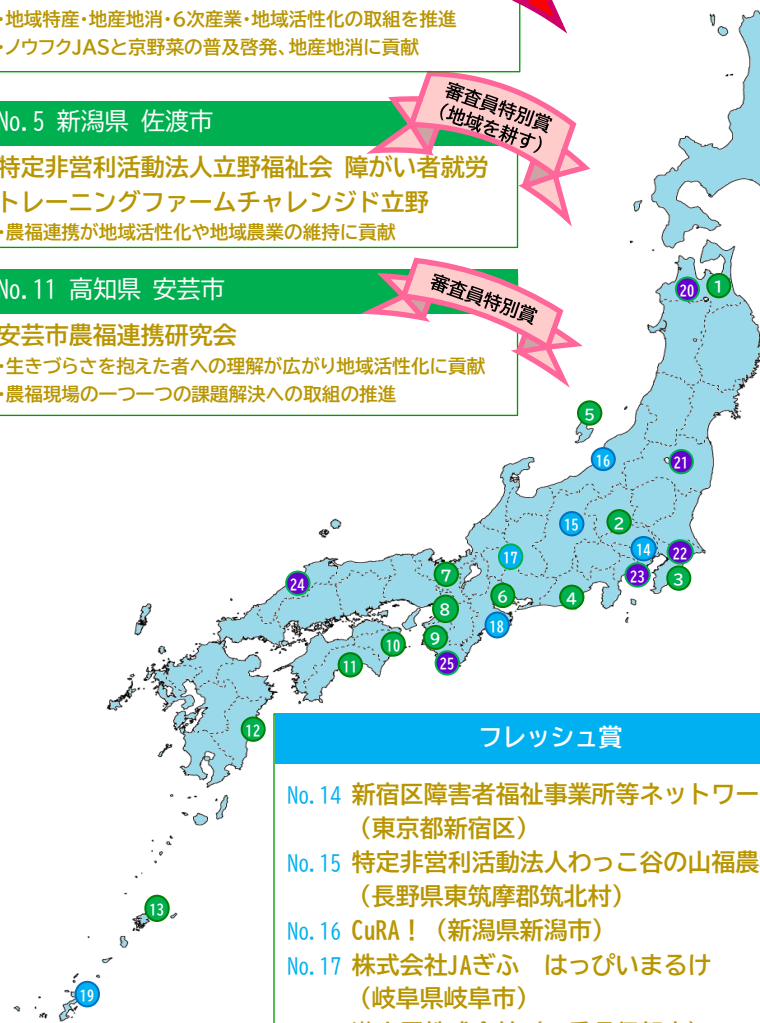 ・地域特産・地産地消・6次産業・地域活性化の取組を推進
・ノウフクJASと京野菜の普及啓発、地産地消に貢献
No.5 新潟県 佐渡市
審査員特別賞
（地域を耕す）
特定非営利活動法人立野福祉会 障がい者就労
トレーニングファームチャレンジド立野
・農福連携が地域活性化や地域農業の維持に貢献
No.11 高知県 安芸市
審査員特別賞
安芸市農福連携研究会
・生きづらさを抱えた者への理解が広がり地域活性化に貢献
・農福現場の一つ一つの課題解決への取組の推進
20
1
5
16
21
15
2
14
22
17
23
3
7
24
6
4
8
18
9
10
11
25
12
13
19
フレッシュ賞
No.14 新宿区障害者福祉事業所等ネットワー
（東京都新宿区）
No.15 特定非営利活動法人わっこ谷の山福農
（長野県東筑摩郡筑北村）
No.16 CuRA！（新潟県新潟市）
No.17 株式会社JAぎふ　はっぴいまるけ
（岐阜県岐阜市）